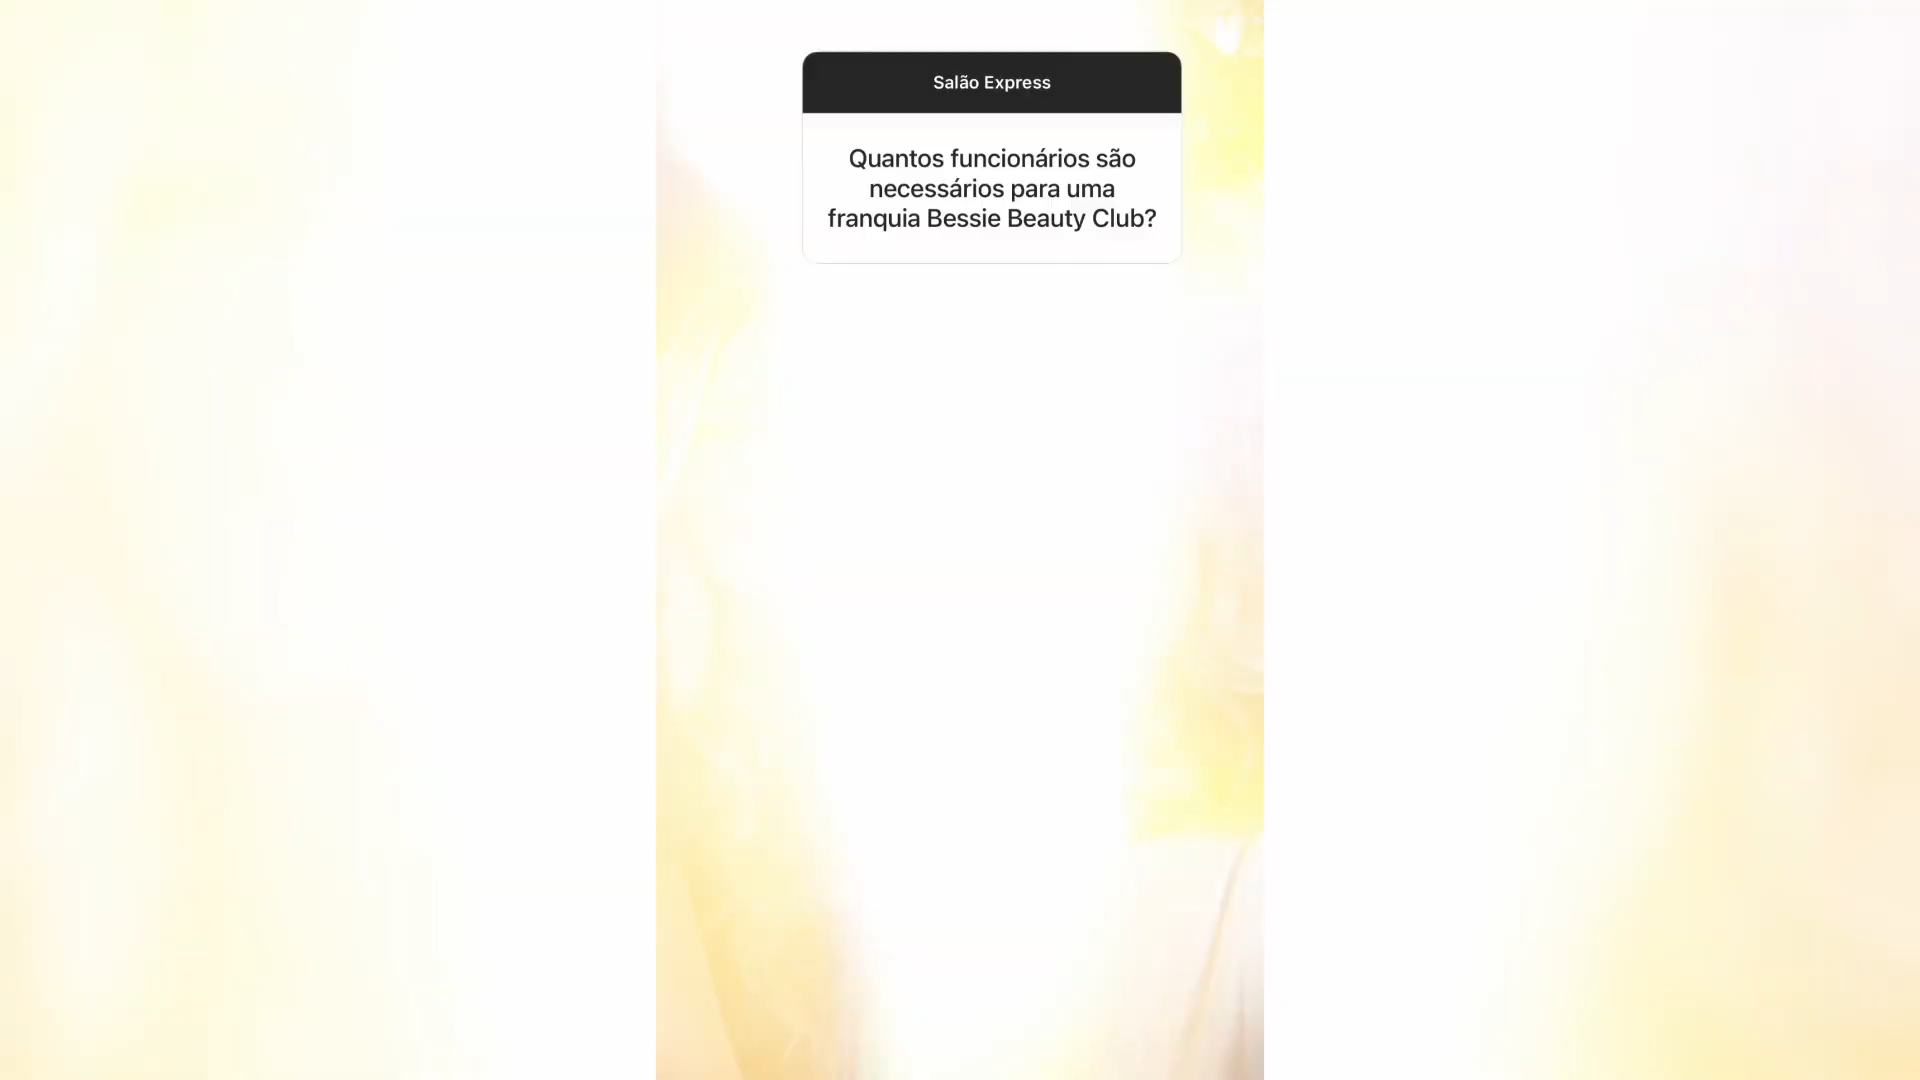 Salão Express
Quantos funcionários são
necessários para uma
franquia Bessie Beauty Club?